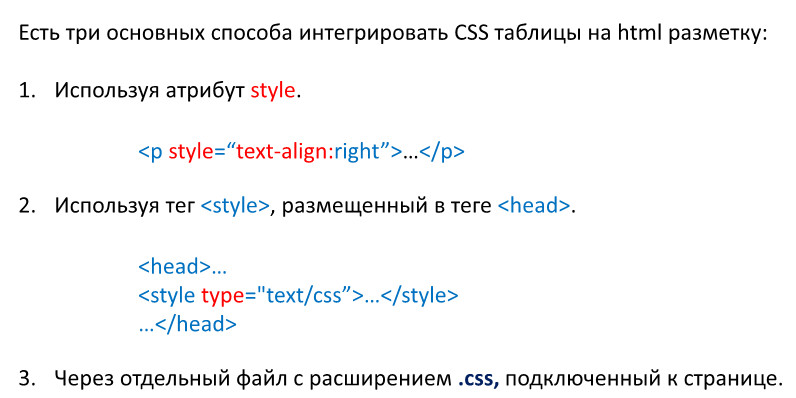 Есть три основных способа интегрировать CSS таблицы на html разметку:
1. Используя атрибут style.
<p style=“text-align:right”>…</p>
2. Используя тег <style>, размещенный в теге <head>.
<head>…
<style type="text/css”>…</style>
…</head>
3. Через отдельный файл с расширением .css, подключенный к странице.